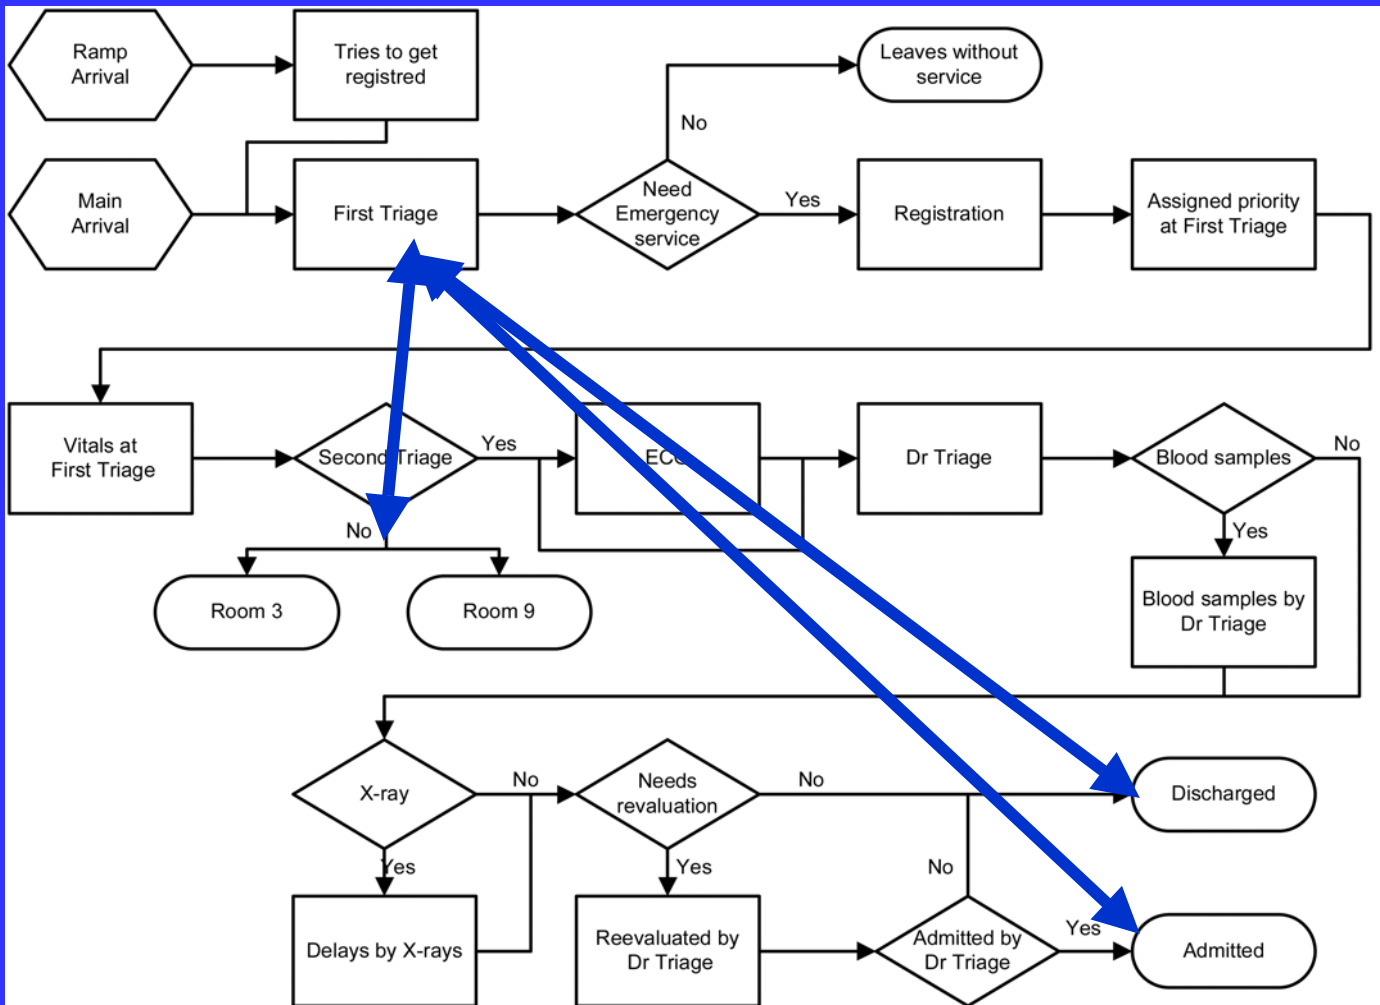 Ramp
Arrival
Tries to get
registred
Leaves without
service
No
Main
Arrival
First Triage
Need
Emergency
service
Yes
Registration
Assigned priority
at First Triage
Vitals at
First Triage
Second Triage
Yes
No
Dr Triage
Blood samples
No
Yes
Room 3
Room 9
Blood samples by
Dr Triage
X-ray
No
Yes
Needs
revaluation
No
Yes
Discharged
Delays by X-rays
Reevaluated by
Dr Triage
No
Admitted by
Dr Triage
Yes
Admitted